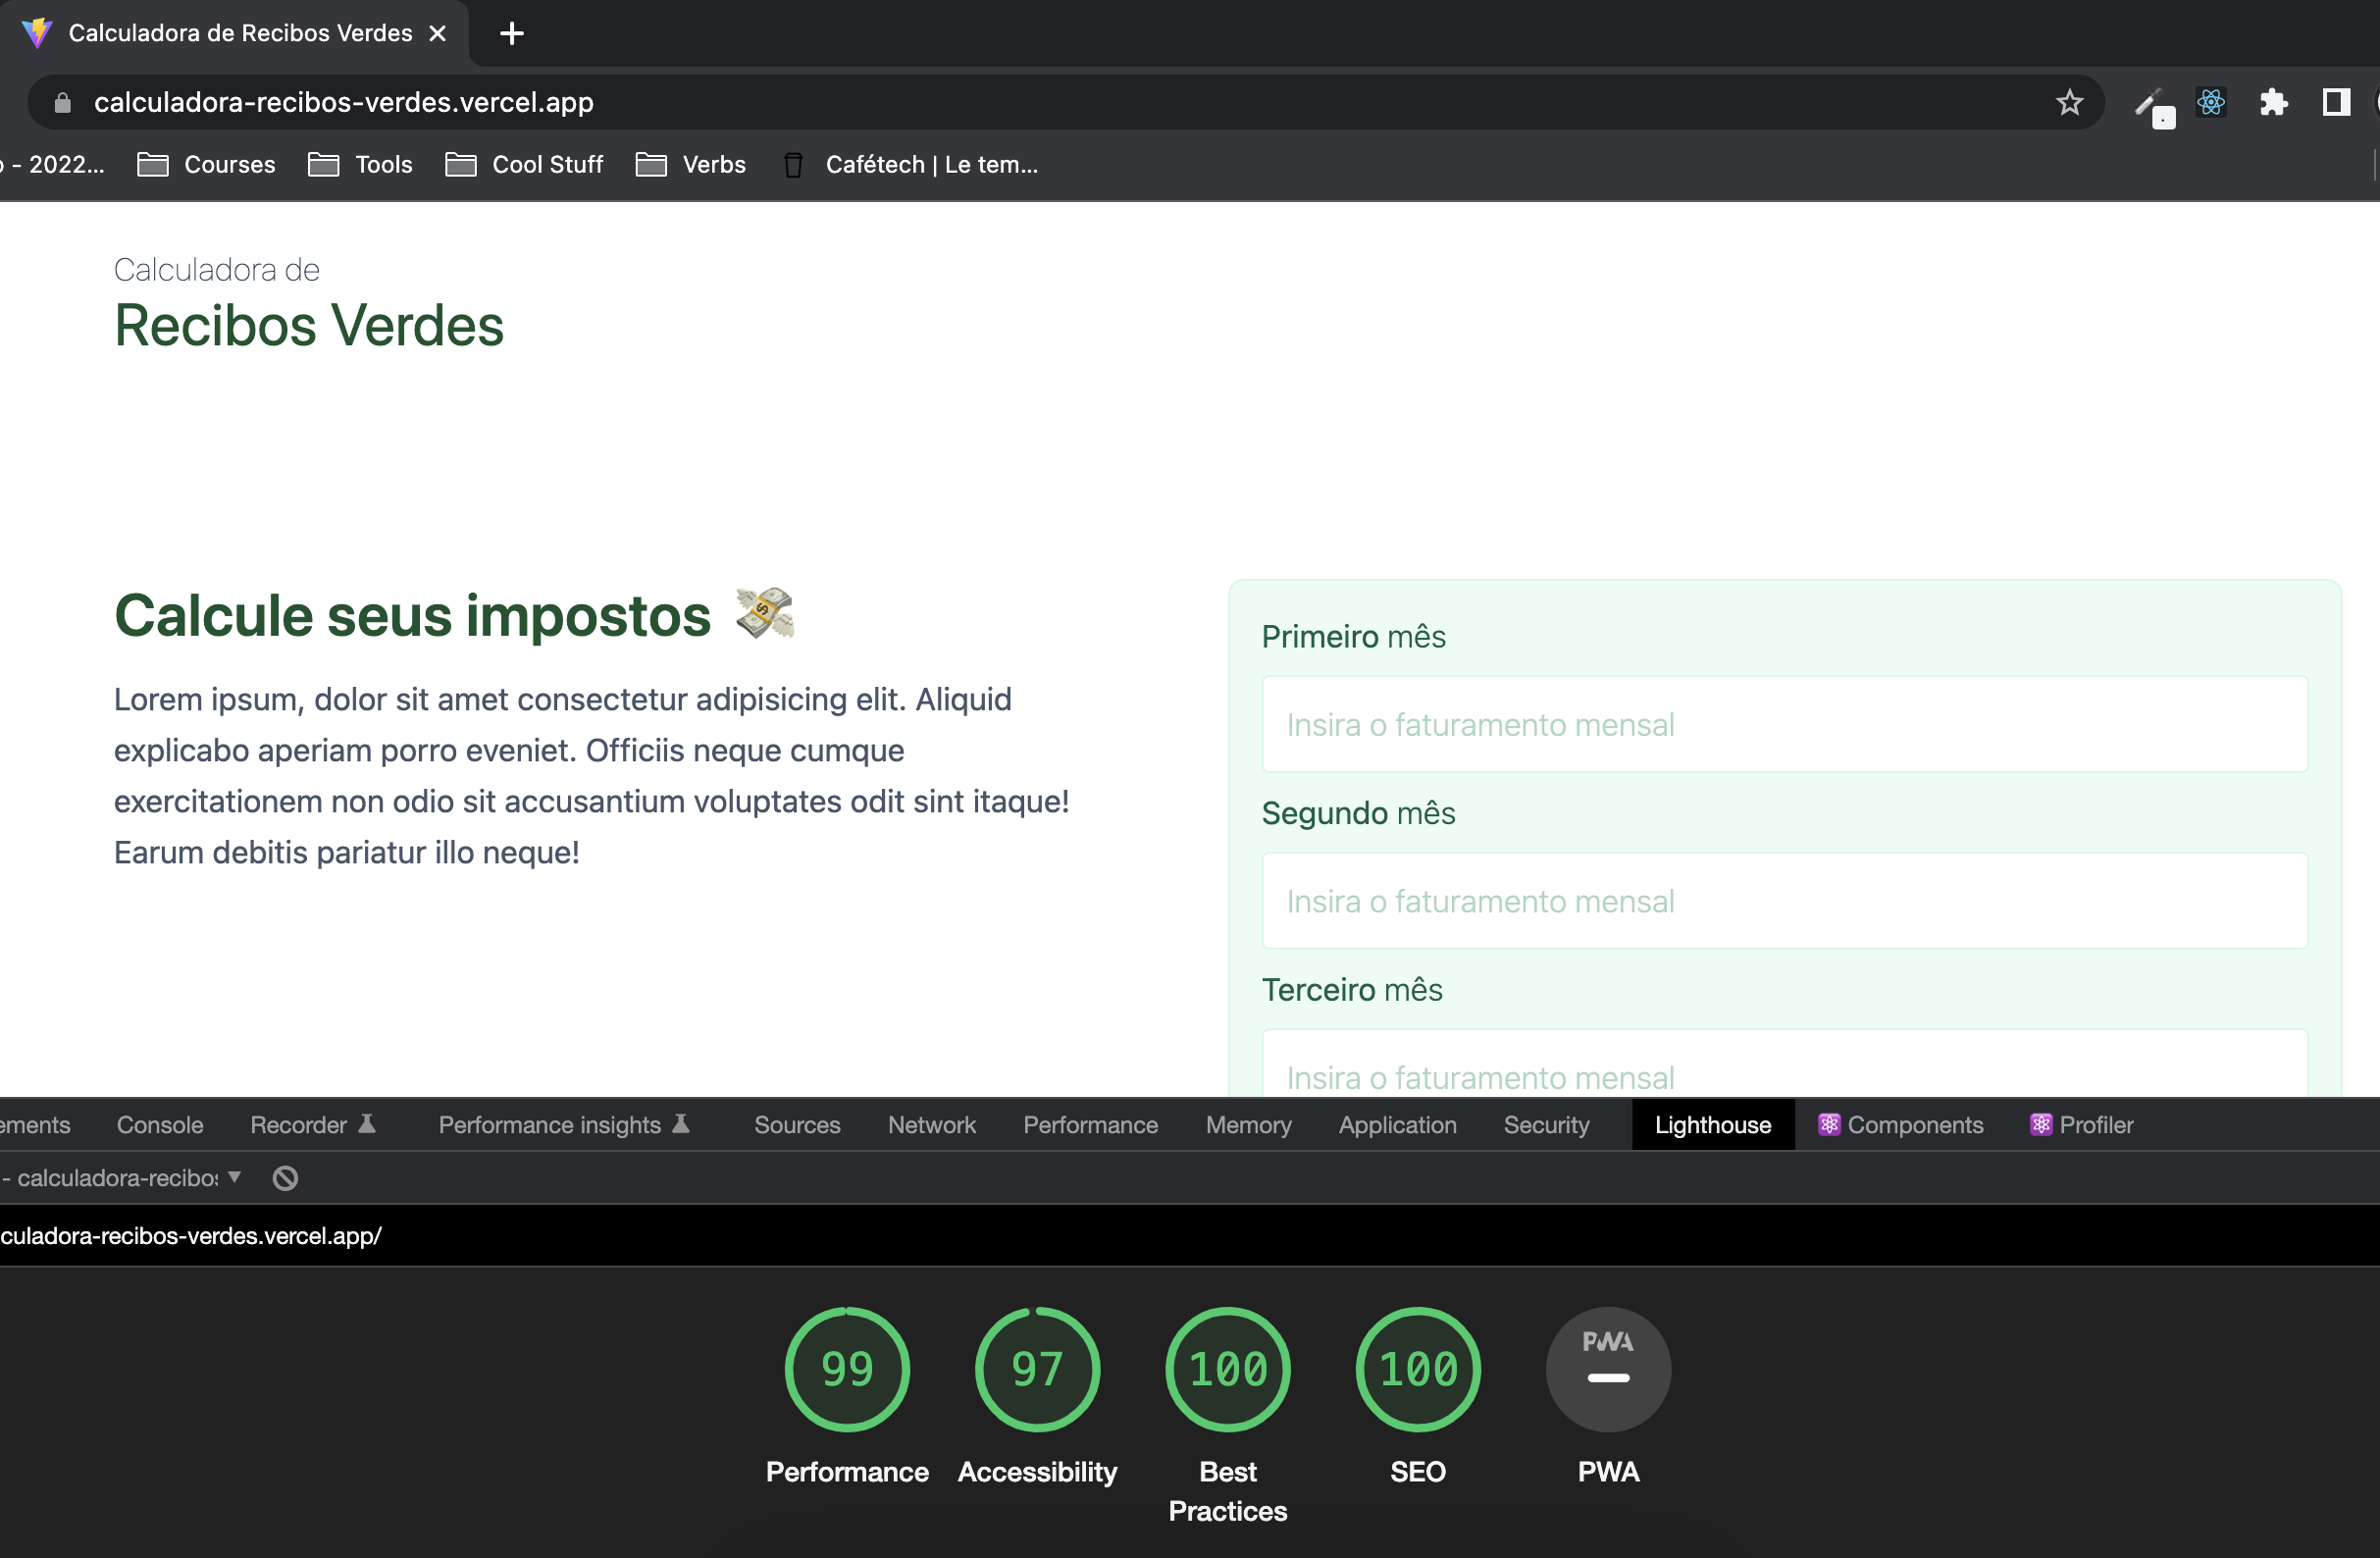 Calculadora de Recibos Verdes
calculadora-recibos-verdes.vercel.app
- 2022... Courses Tools Cool Stuff Verbs Cafétech | Le tem...
Calculadora de
Recibos Verdes
Calcule seus impostos
Lorem ipsum, dolor sit amet consectetur adipisicing elit. Aliquid
explicabo aperiam porro eveniet. Officiis neque cumque
exercitationem non odio sit accusantium voluptates odit sint itaque!
Earum debitis pariatur illo neque!
Primeiro mês
Insira o faturamento mensal
Segundo mês
Insira o faturamento mensal
Terceiro mês
Insira o faturamento mensal
ements Console Recorder Performance insights Sources Network Performance Memory Application Security Lighthouse Components Profiler
- calculadora-recibos
culadora-recibos-verdes.vercel.app/
99 97 100 100 PWA
Performance Accessibility Best Practices SEO PWA